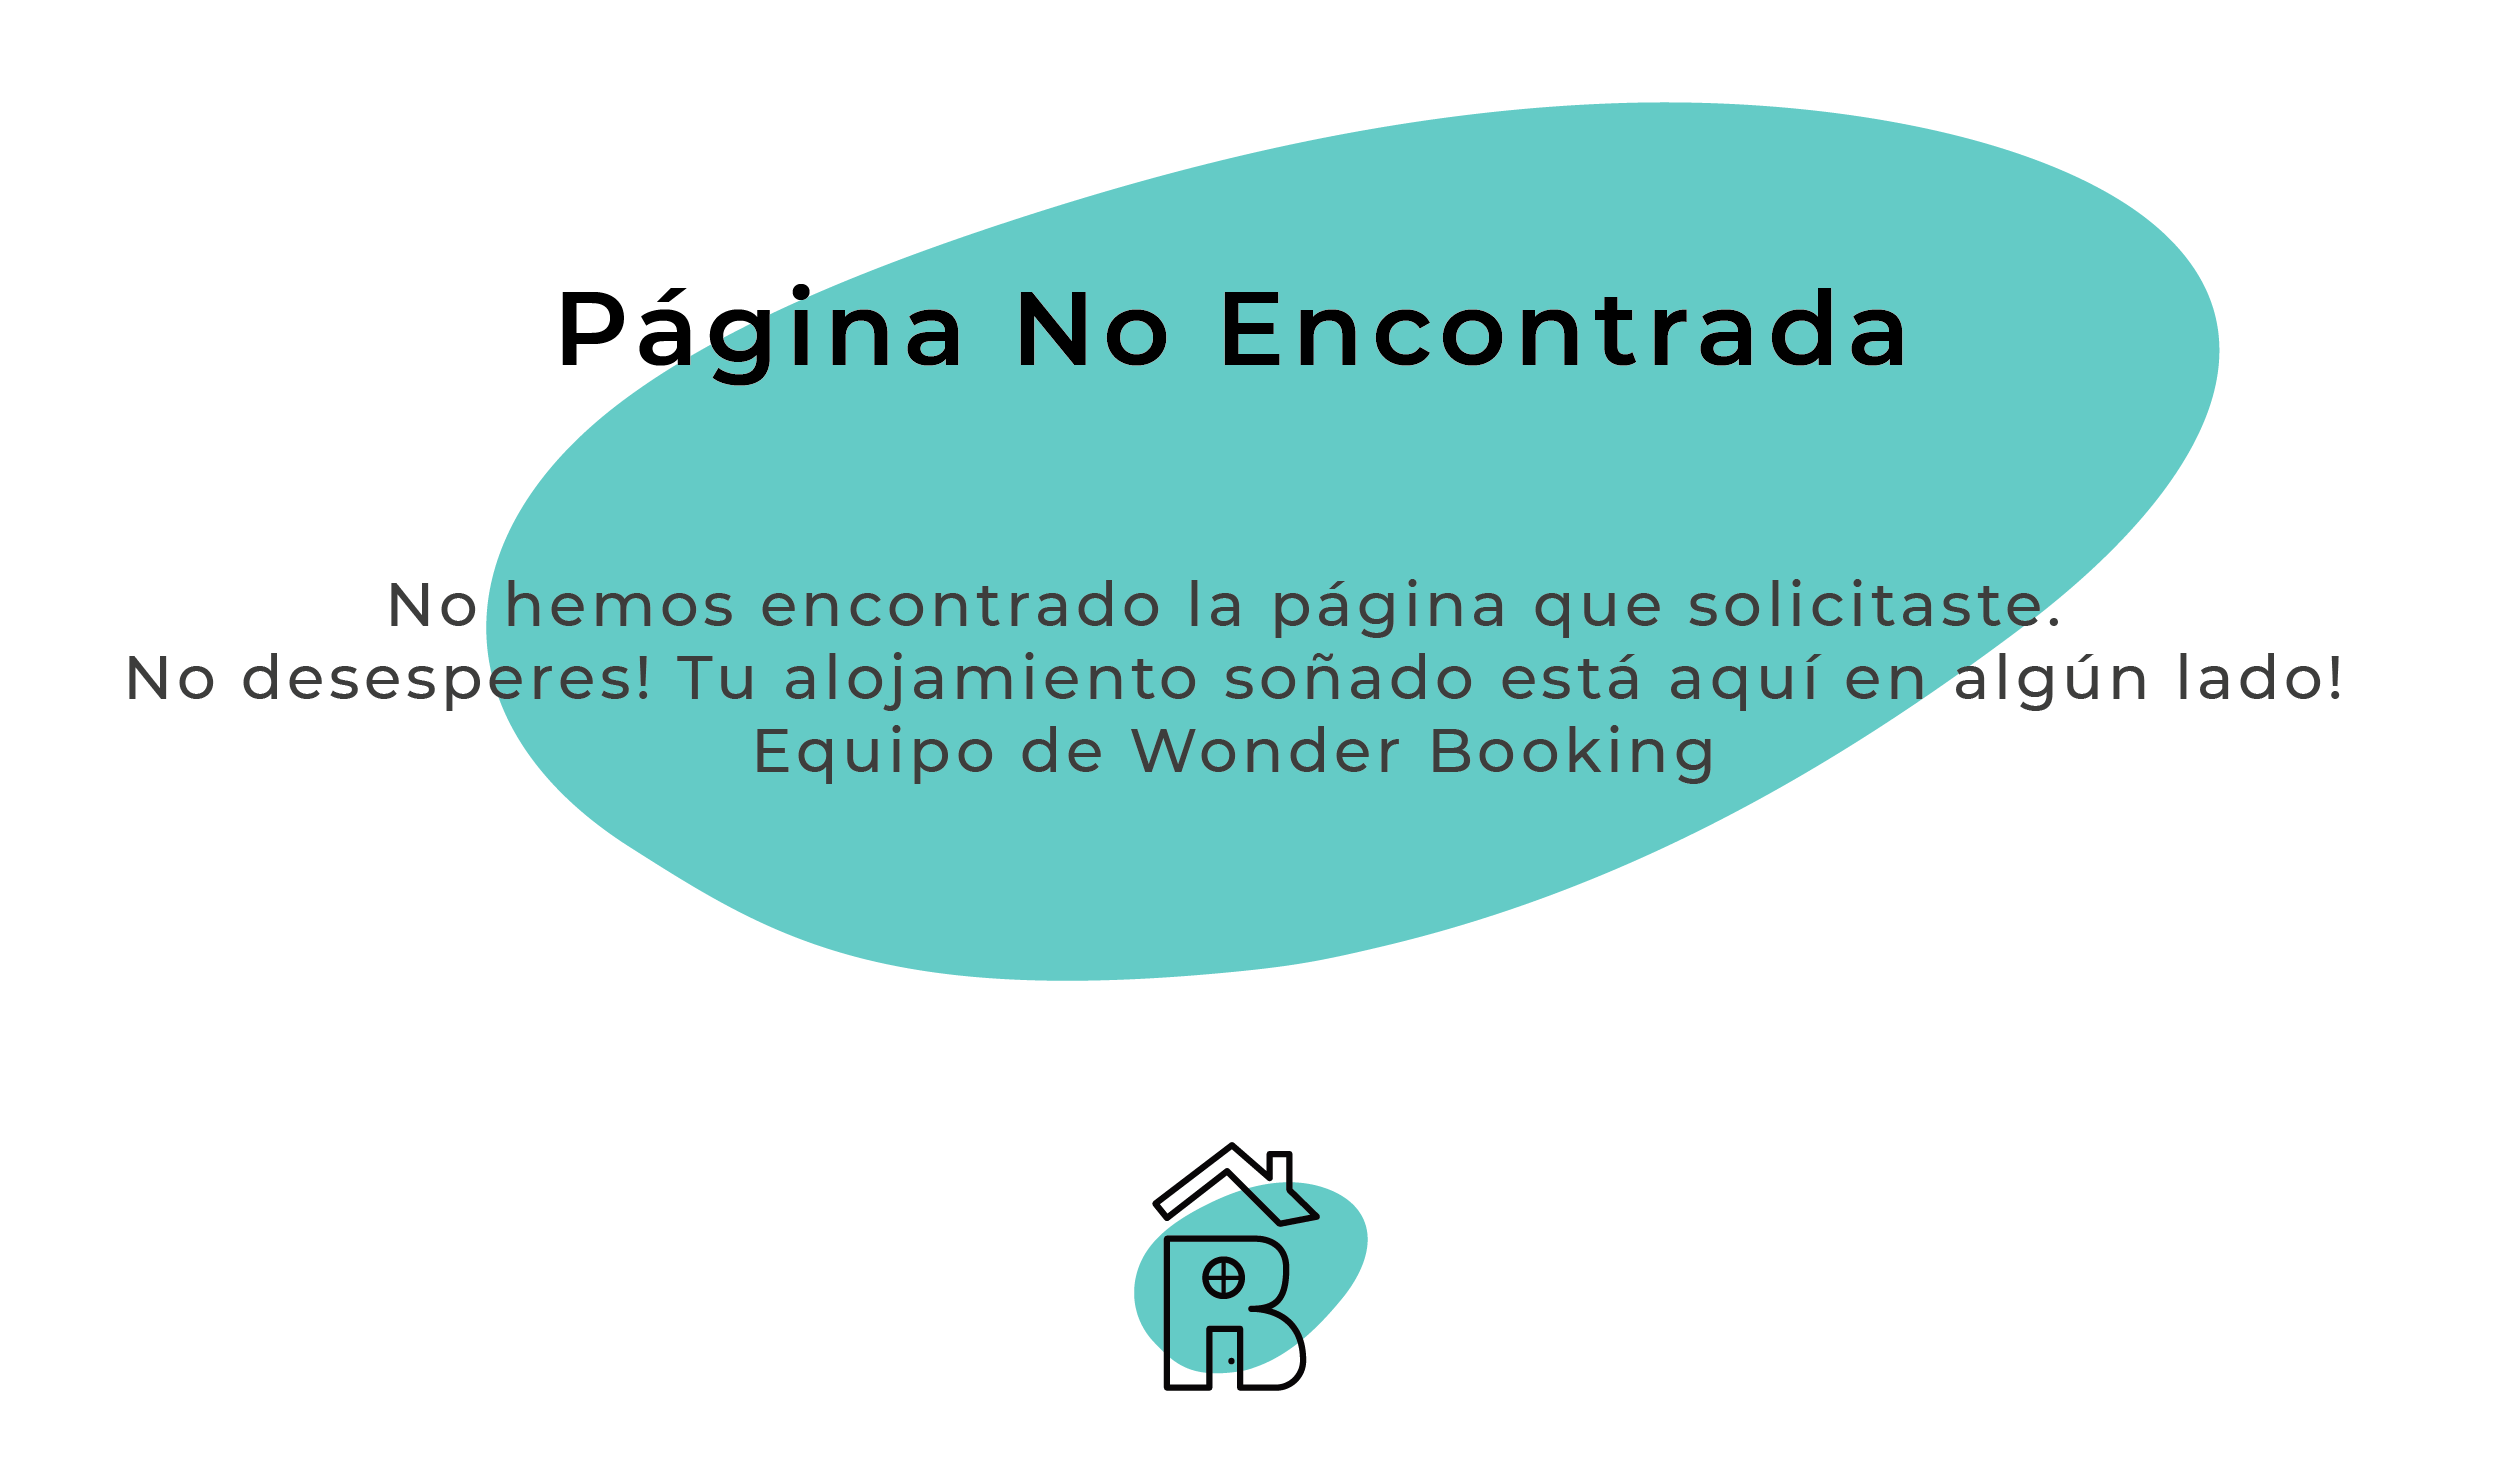 Página No Encontrada
No hemos encontrado la página que solicitaste.
No desesperes! Tu alojamiento soñado está aquí en algún lado!
Equipo de Wonder Booking
B